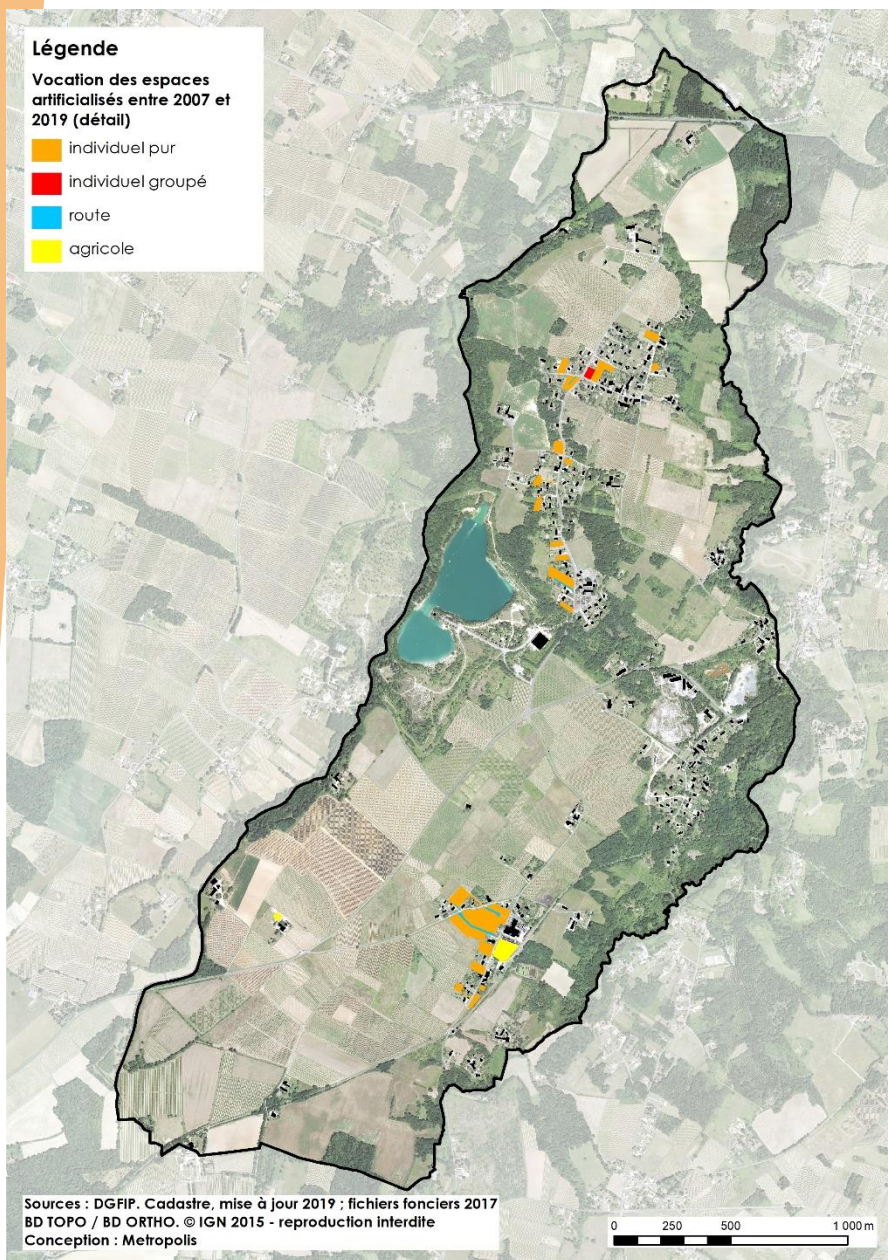 Légende
Vocation des espaces
artificialisés entre 2007 et
2019 (détail)
individuel pur
individuel groupé
route
agricole
Sources : DGFIP. Cadastre, mise à jour 2019 ; fichiers fonciers 2017
BD TOPO / BD ORTHO. © IGN 2015 - reproduction interdite
Conception : Metropolis
0 250 500 1 000 m